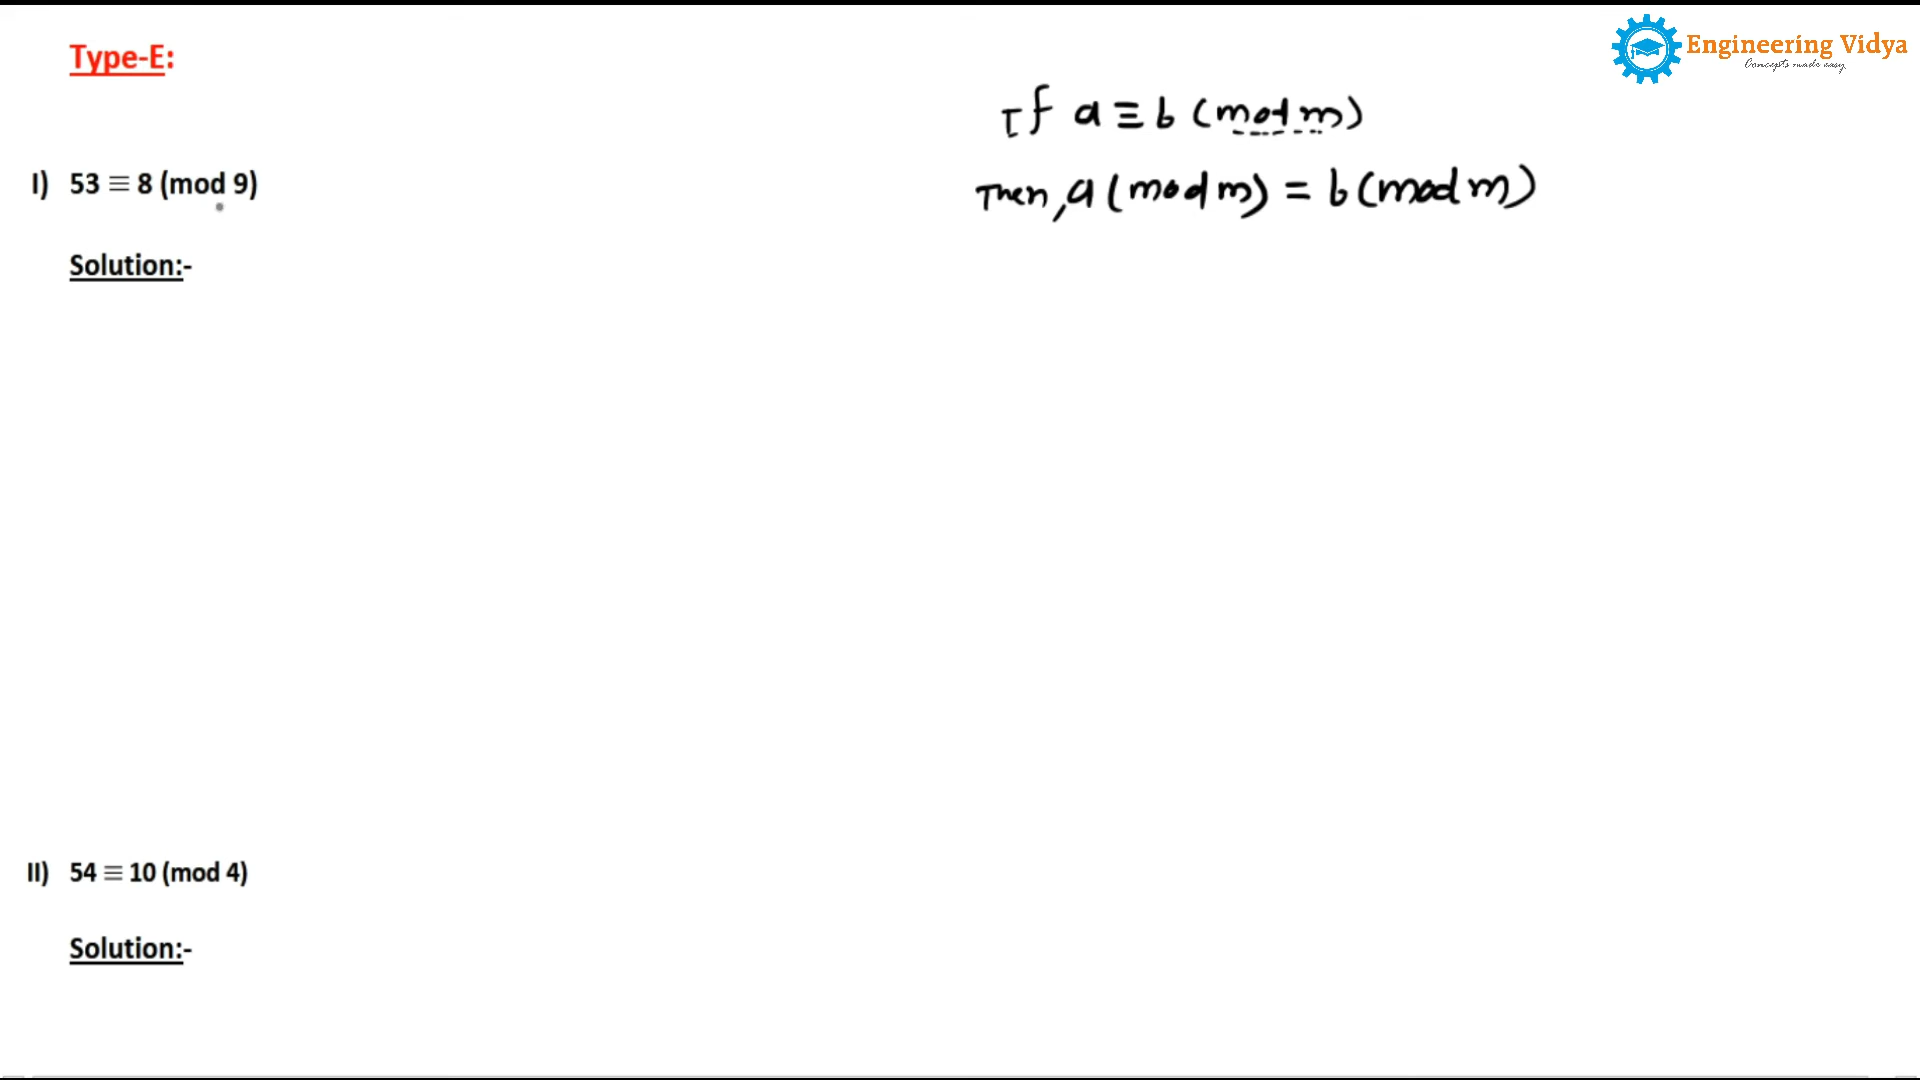 Type-E:
Engineering Vidya
Concepts made easy
If a ≡ b (mod m)
I) 53 ≡ 8 (mod 9)
Then, a (mod m) = b (mod m)
Solution:-
II) 54 ≡ 10 (mod 4)
Solution:-